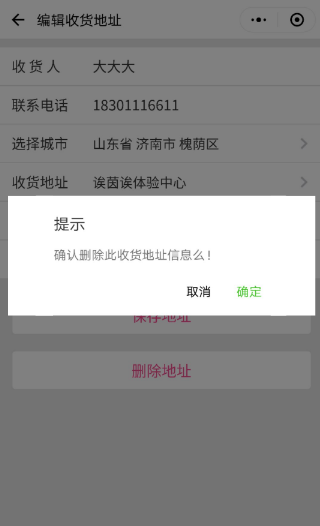 编辑收货地址
收 货 人 大大大
联系电话 18301116611
选择城市 山东省 济南市 槐荫区
收货地址 诶茵诶体验中心
提示
确认删除此收货地址信息么！
取消 确定
保存地址
删除地址